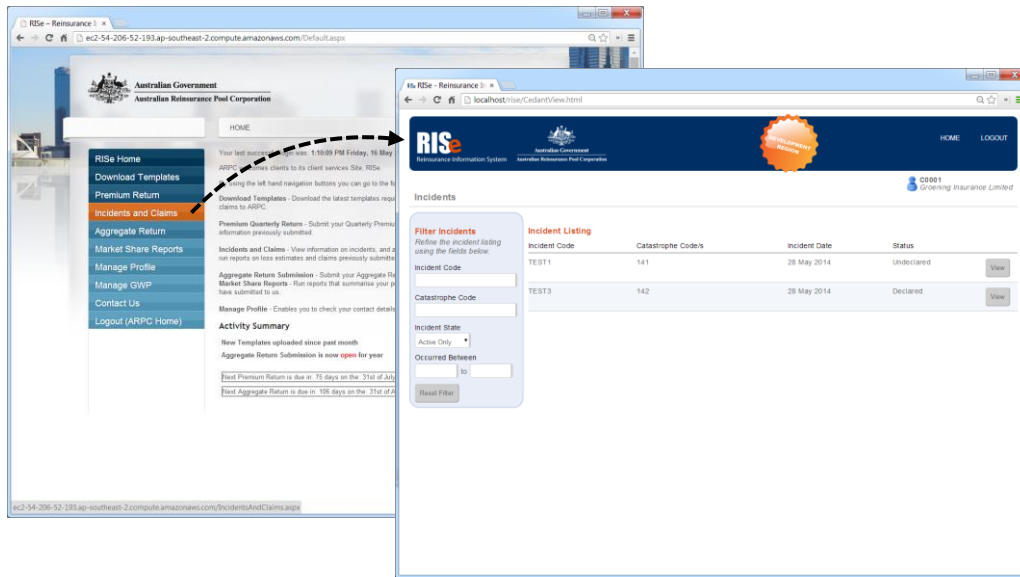 RISe – Reinsurance I
ec2-54-206-52-193.ap-southeast-2.compute.amazonaws.com/Default.aspx
Australian Government
Australian Reinsurance Pool Corporation
HOME
RISe Home
Download Templates
Premium Return
Incidents and Claims
Aggregate Return
Market Share Reports
Manage Profile
Manage GWP
Contact Us
Logout (ARPC Home)
Your last successful login was: 1:10:09 PM Friday, 16 May
ARPC welcomes clients to its client services Site, RISe.
By using the left hand navigation buttons you can go to the
Download Templates - Download the latest templates requ
claims to ARPC.
Premium Quarterly Return - Submit your Quarterly Premiu
information previously submitted.
Incidents and Claims - View information on incidents, and a
run reports on loss estimates and claims previously submitte
Aggregate Return Submission - Submit your Aggregate Re
Market Share Reports - Run reports that summarise your p
have submitted to us.
Manage Profile - Enables you to check your contact details
Activity Summary
New Templates uploaded since past month
Aggregate Return Submission is now open for year
Next Premium Return is due in: 75 days on the: 31st of July
Next Aggregate Return is due in: 106 days on the: 31st of A
ec2-54-206-52-193.ap-southeast-2.compute.amazonaws.com/IncidentsAndClaims.aspx
RISe - Reinsurance In
localhost/rise/CedantView.html
RISe
Reinsurance Information System
Australian Government
Australian Reinsurance Pool Corporation
DEVELOPMENT
REGION
HOME LOGOUT
C0001
Groening Insurance Limited
Incidents
Filter Incidents
Refine the incident listing
using the fields below.
Incident Code
Catastrophe Code
Incident State
Active Only
Occurred Between
to
Reset Filter
Incident Listing
Incident Code Catastrophe Code/s Incident Date Status
TEST1 141 28 May 2014 Undeclared View
TEST3 142 28 May 2014 Declared View